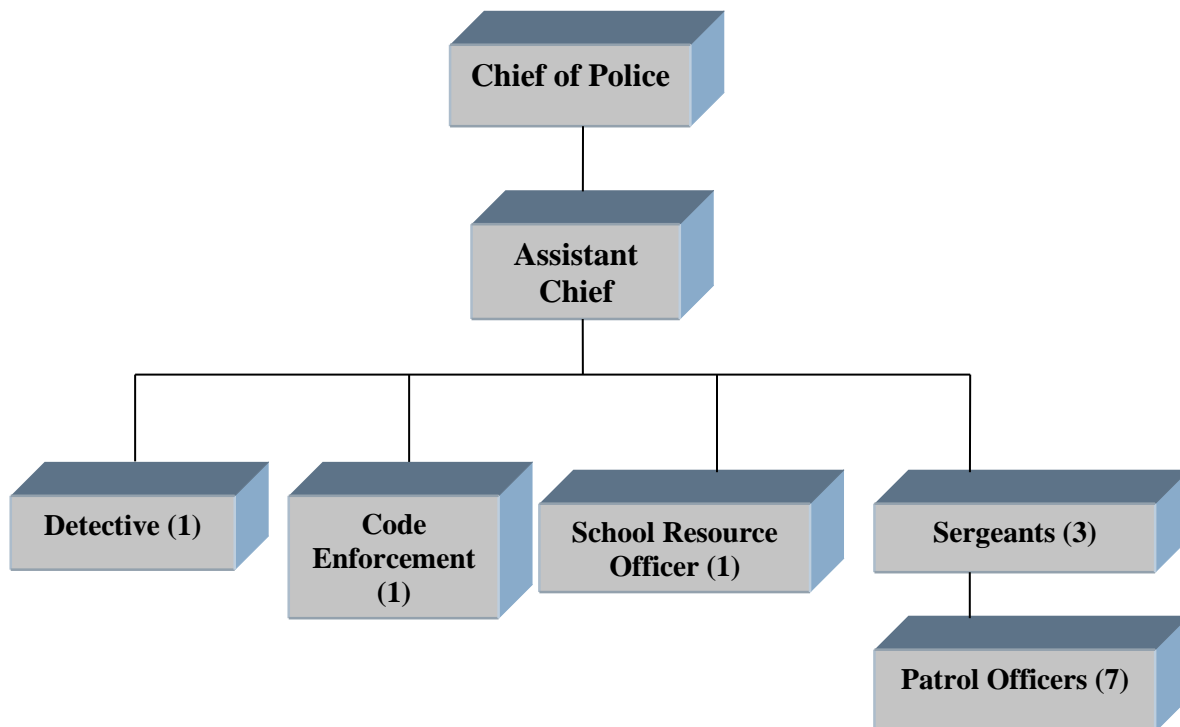 Chief of Police
Assistant
Chief
Detective (1)
Code
Enforcement
(1)
School Resource
Officer (1)
Sergeants (3)
Patrol Officers (7)